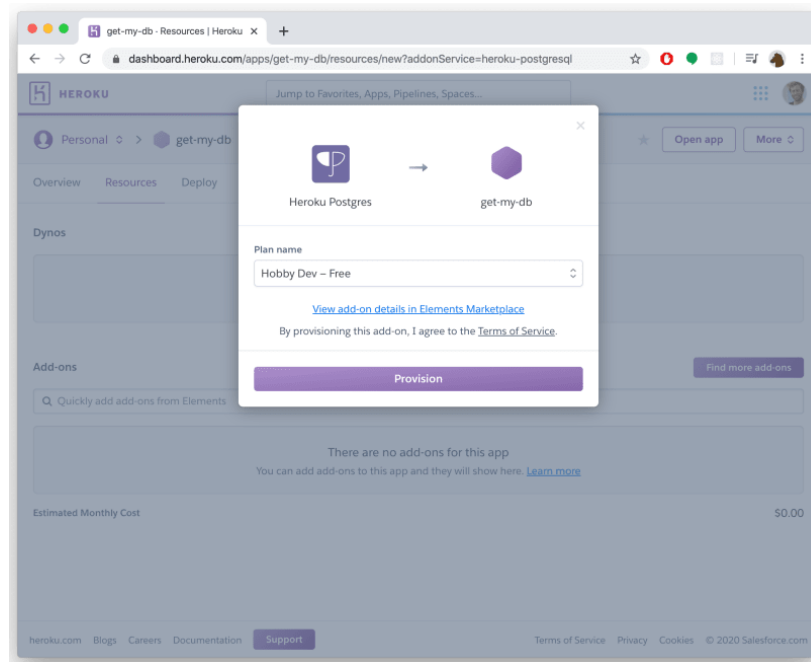 get-my-db · Resources | Heroku
dashboard.heroku.com/apps/get-my-db/resources/new?addonService=heroku-postgresql
HEROKU
Jump to Favorites, Apps, Pipelines, Spaces...
Personal > get-my-db
Open app
More
Overview Resources Deploy
Heroku Postgres
get-my-db
Dynos
Plan name
Hobby Dev – Free
View add-on details in Elements Marketplace
By provisioning this add-on, I agree to the Terms of Service.
Provision
Add-ons
Find more add-ons
Quickly add add-ons from Elements
There are no add-ons for this app
You can add add-ons to this app and they will show here. Learn more
Estimated Monthly Cost
$0.00
heroku.com Blogs Careers Documentation Support
Terms of Service Privacy Cookies © 2020 Salesforce.com